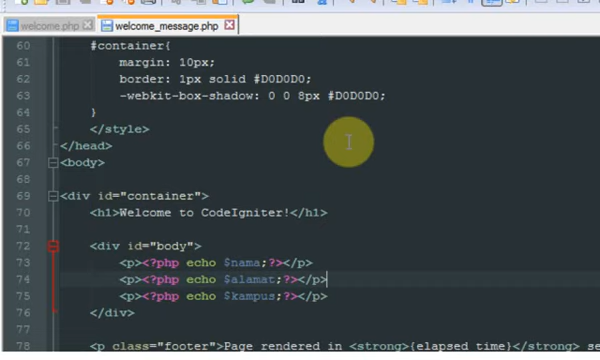 welcome.php welcome_message.php
60 #container{
61 margin: 10px;
62 border: 1px solid #D0D0D0;
63 -webkit-box-shadow: 0 0 8px #D0D0D0;
64 }
65 </style>
66 </head>
67 <body>
68
69 <div id="container">
70 <h1>Welcome to CodeIgniter!</h1>
71
72 <div id="body">
73 <p><?php echo $nama;?></p>
74 <p><?php echo $alamat;?></p>
75 <p><?php echo $kampus;?></p>
76 </div>
77
78 <p class="footer">Page rendered in <strong>{elapsed_time}</strong> se